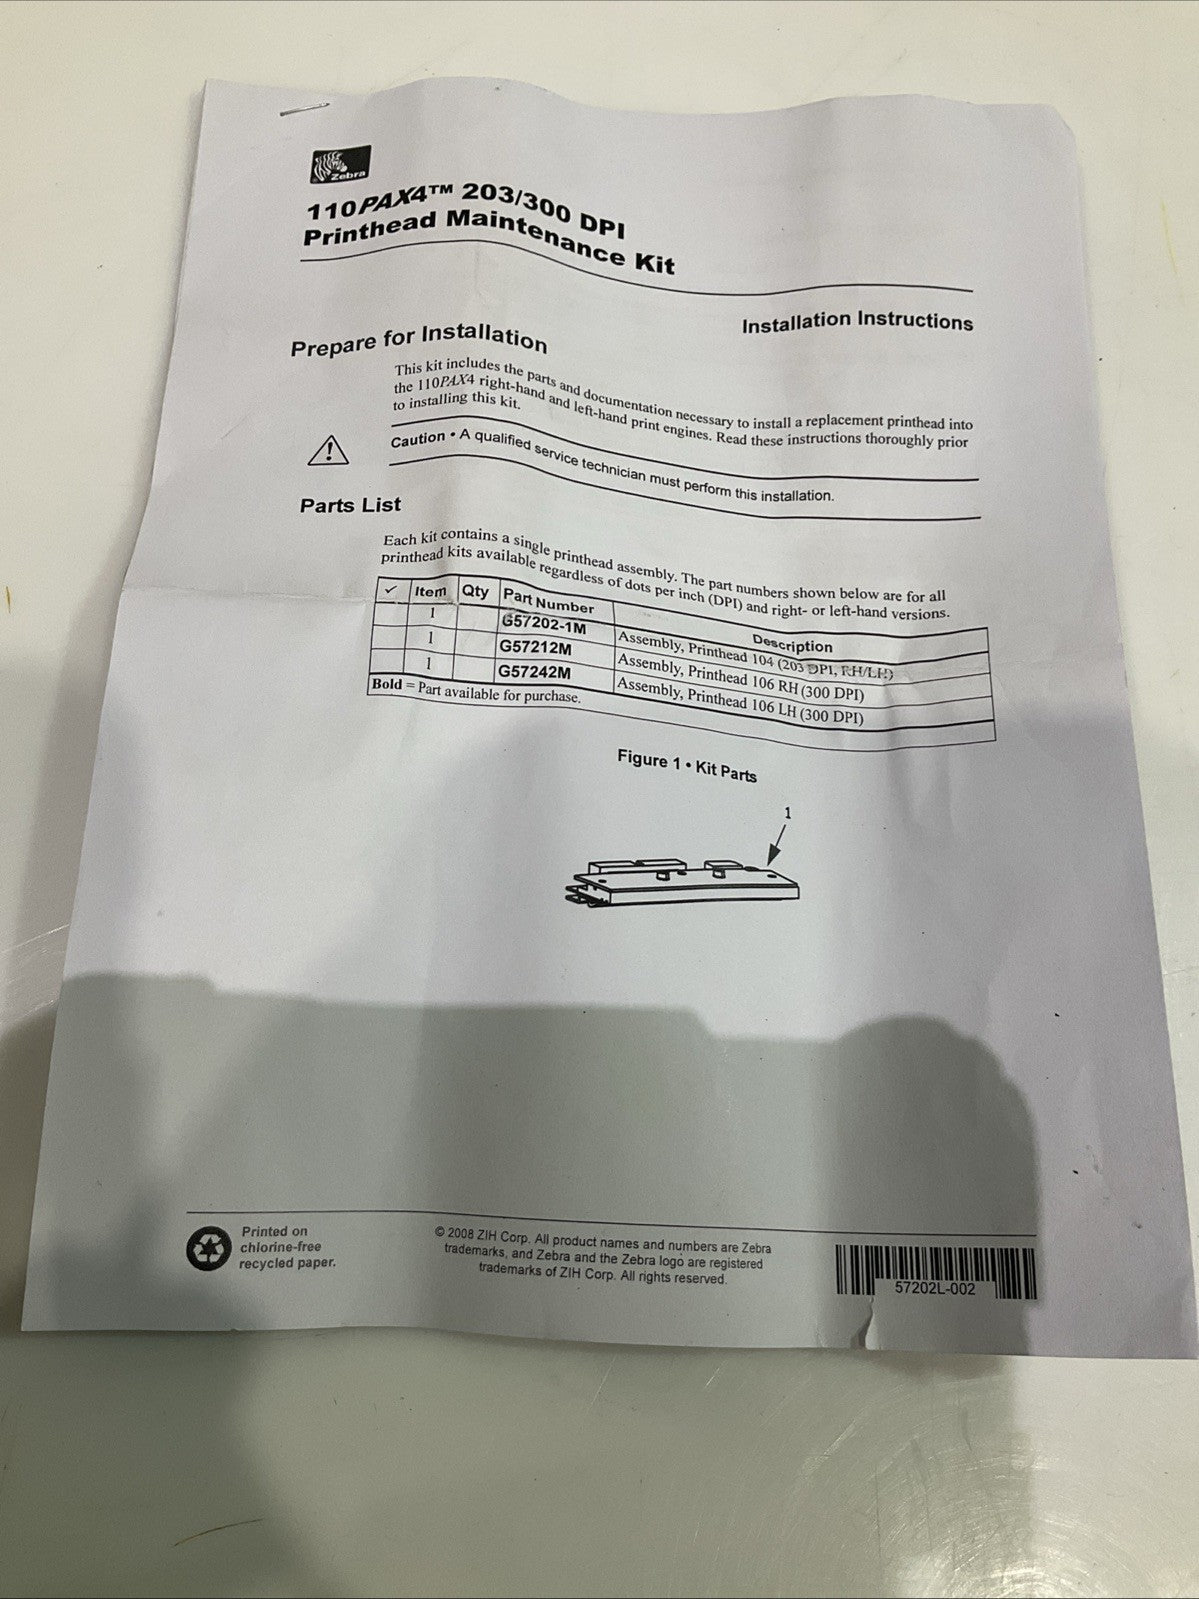 Zebra
110PAX4™ 203/300 DPI
Printhead Maintenance Kit
Installation Instructions
Prepare for Installation
This kit includes the parts and documentation necessary to install a replacement printhead into
the 110PAX4 right-hand and left-hand print engines. Read these instructions thoroughly prior
to installing this kit.
Caution • A qualified service technician must perform this installation.
Parts List
Each kit contains a single printhead assembly. The part numbers shown below are for all
printhead kits available regardless of dots per inch (DPI) and right- or left-hand versions.
✓ Item Qty Part Number Description
1 G57202-1M Assembly, Printhead 104 (203 DPI, RH/LH)
1 G57212M Assembly, Printhead 106 RH (300 DPI)
1 G57242M Assembly, Printhead 106 LH (300 DPI)
Bold = Part available for purchase.
Figure 1 • Kit Parts
1
Printed on
chlorine-free
recycled paper.
© 2008 ZIH Corp. All product names and numbers are Zebra
trademarks, and Zebra and the Zebra logo are registered
trademarks of ZIH Corp. All rights reserved.
57202L-002